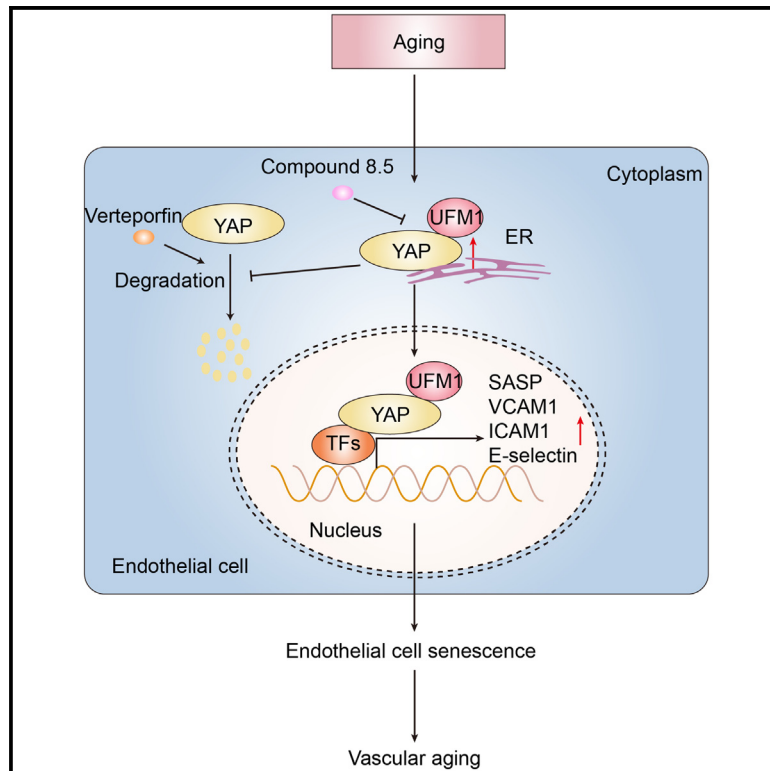 Aging
Cytoplasm
Compound 8.5
Verteporfin
YAP
UFM1
YAP
ER
Degradation
UFM1
YAP
TFs
SASP
VCAM1
ICAM1
E-selectin
Nucleus
Endothelial cell
Endothelial cell senescence
Vascular aging